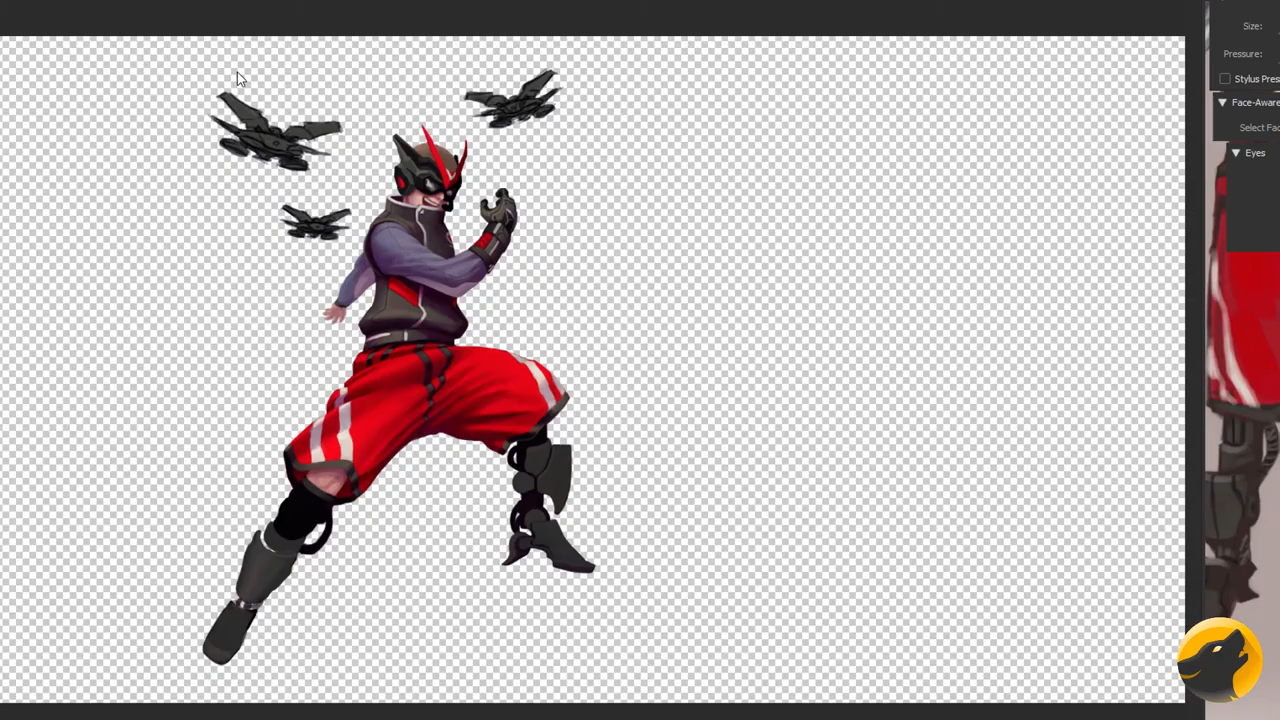 Size:
Pressure:
Stylus Pres
Face-Aware
Select Fac
Eyes